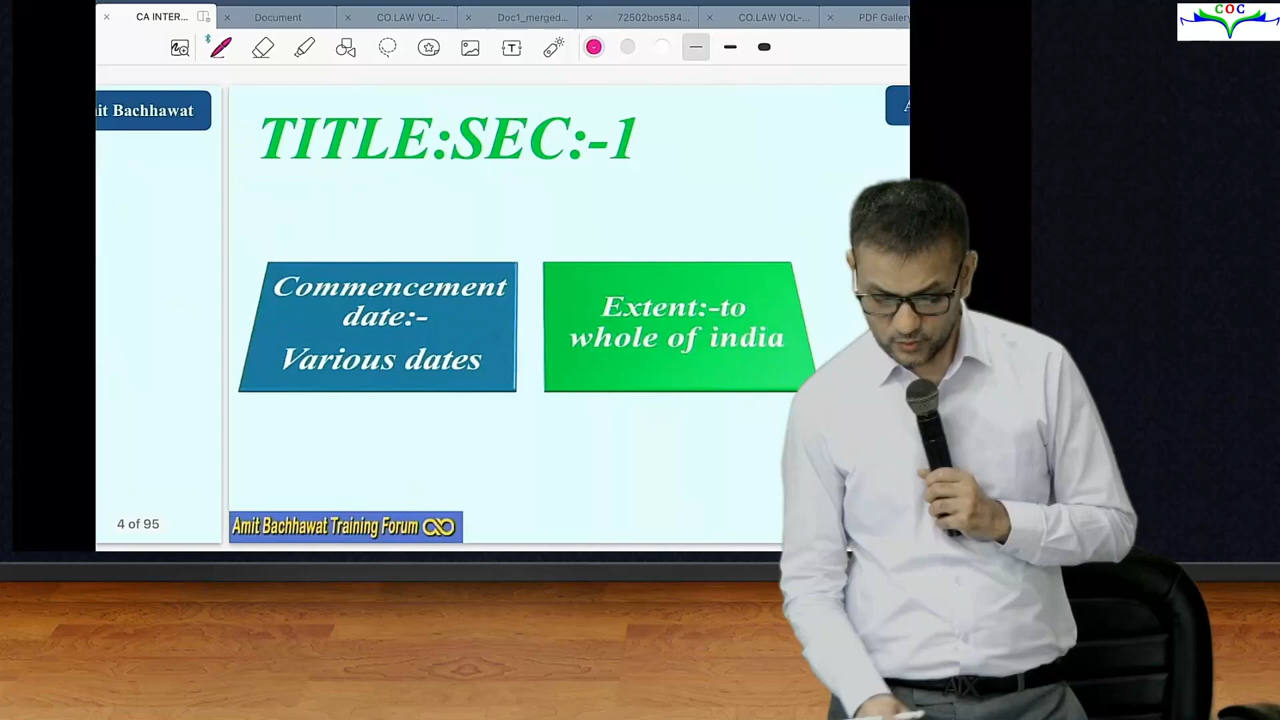 COC
CA INTER...
Document
CO.LAW VOL-...
Doc1_merged...
72502bos584...
CO.LAW VOL-...
PDF Gallery
it Bachhawat
A
TITLE:SEC:-1
Commencement
date:-
Various dates
Extent:-to
whole of india
4 of 95
Amit Bachhawat Training Forum